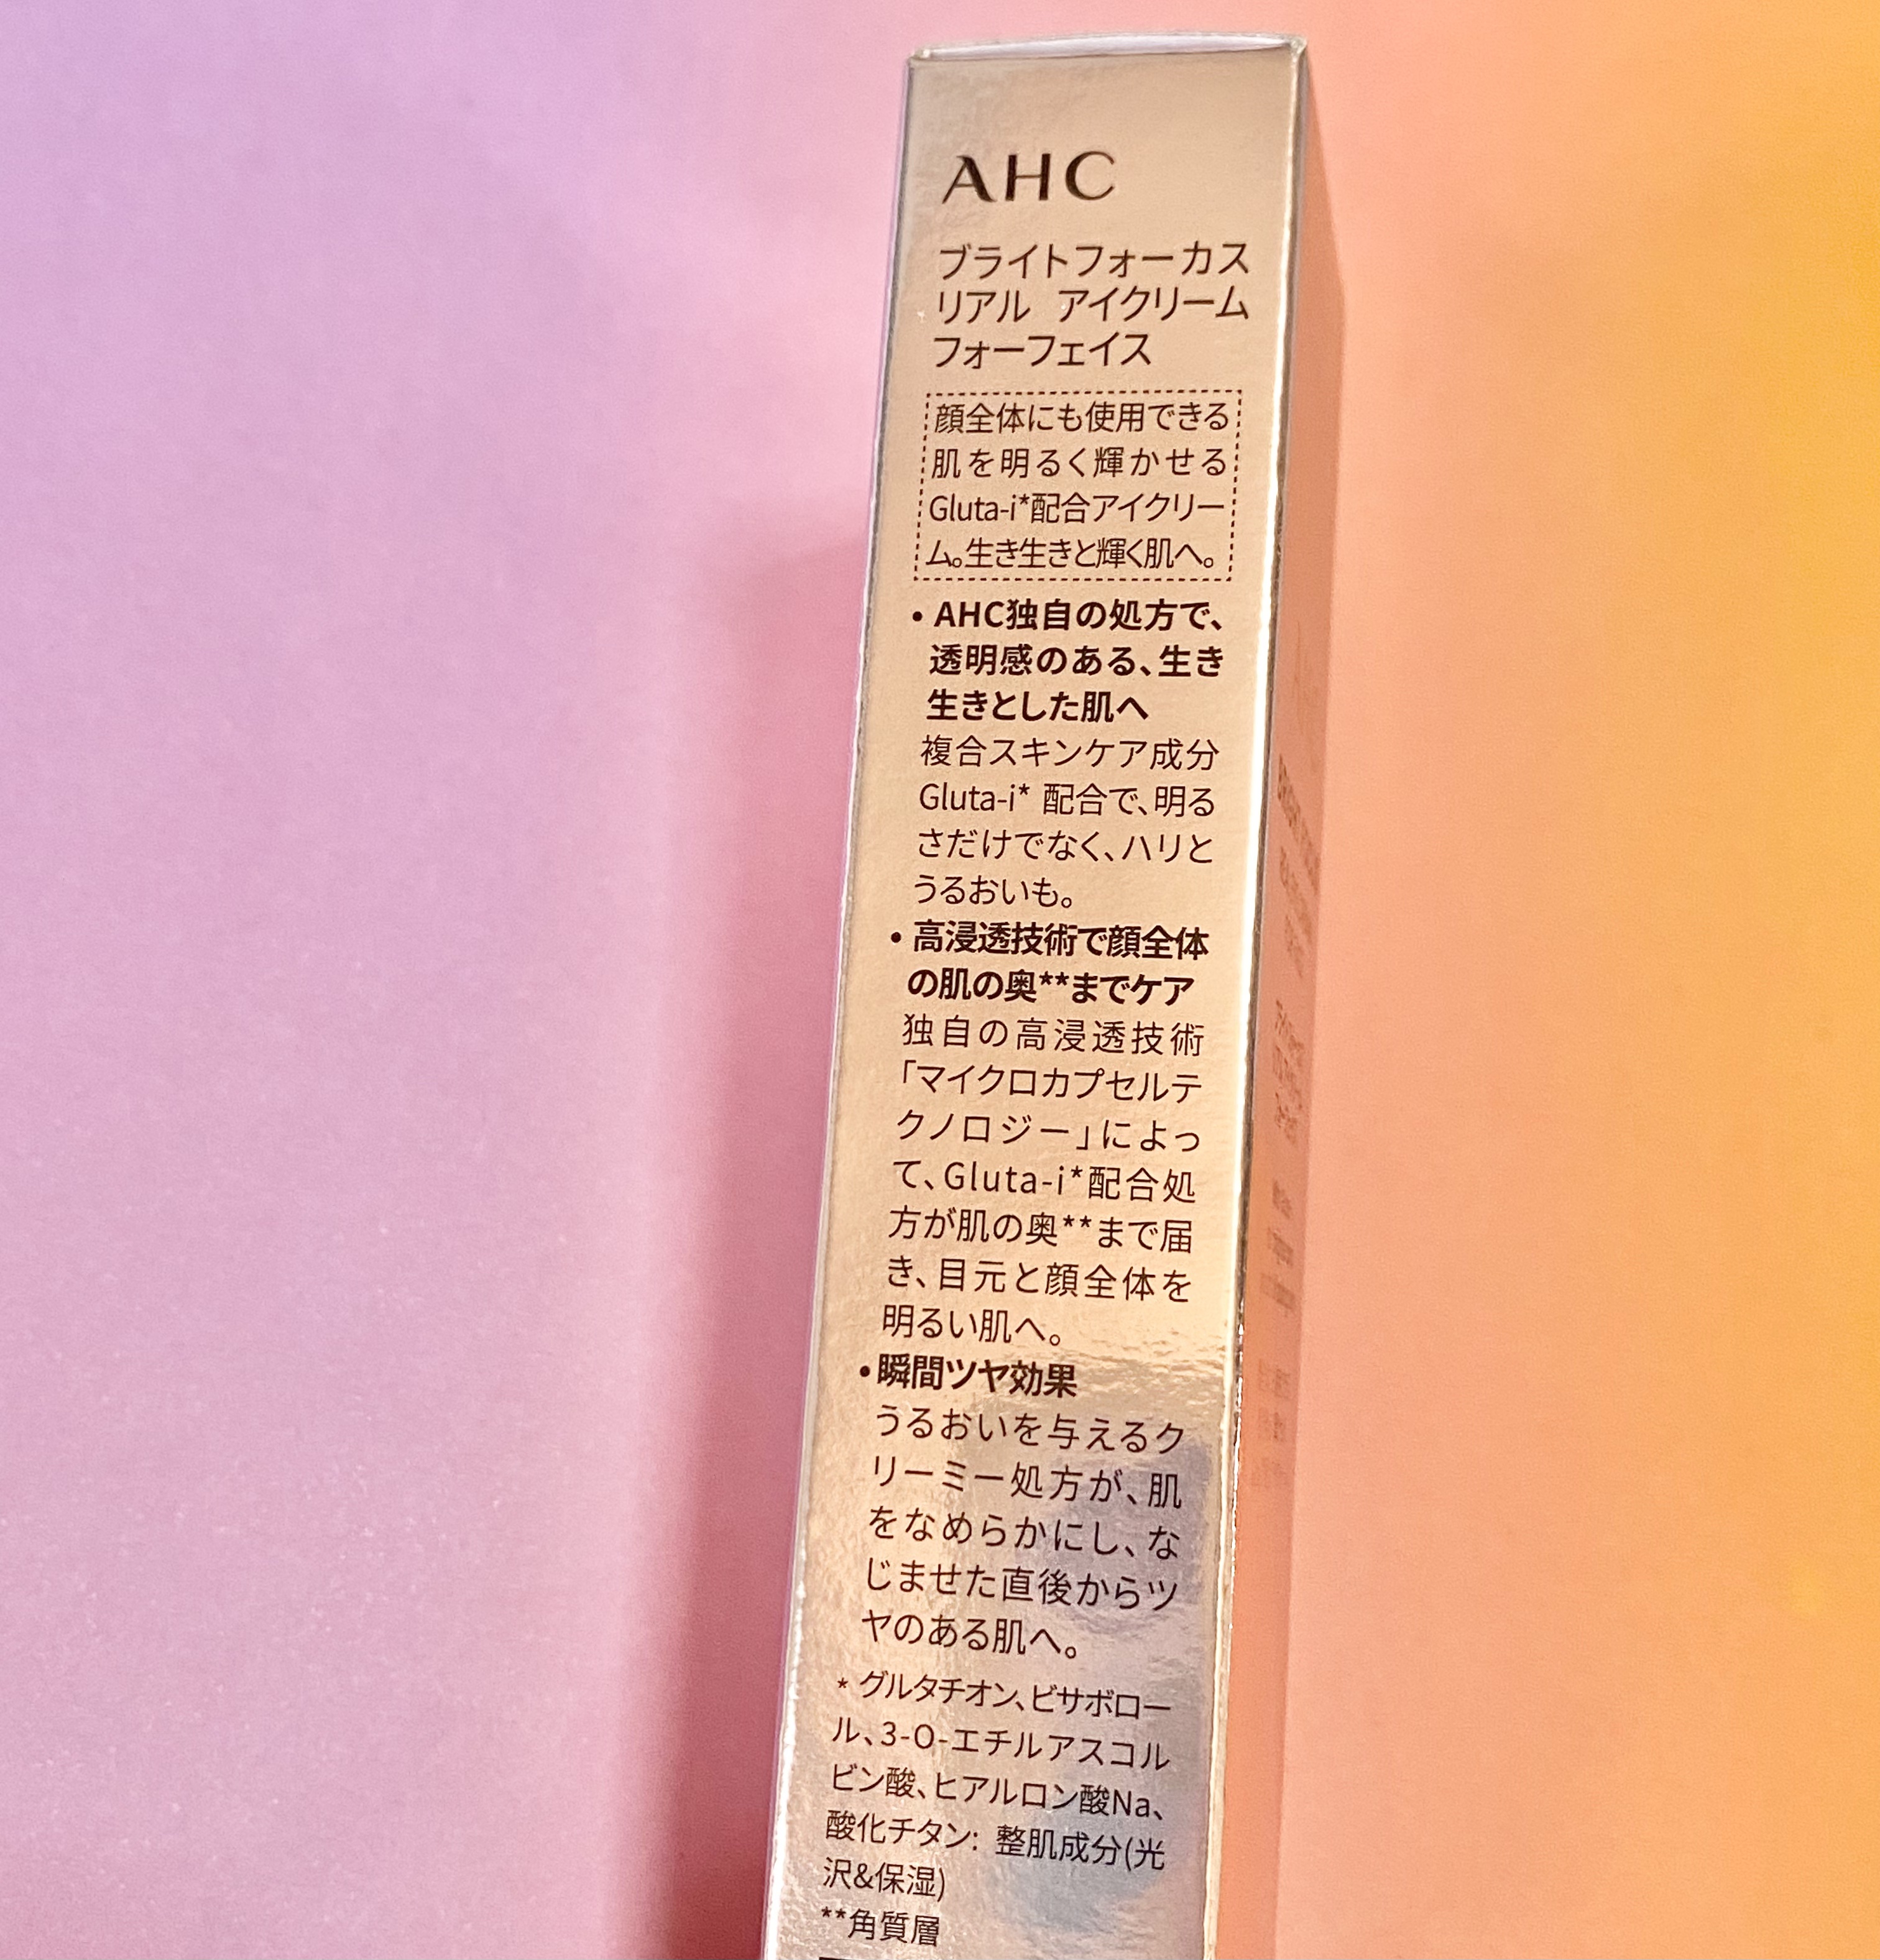 AHC
ブライトフォーカス
リアル アイクリーム
フォーフェイス
顔全体にも使用できる
肌を明るく輝かせる
Gluta-i*配合アイクリー
ム。生き生きと輝く肌へ。
• AHC独自の処方で、
透明感のある、生き
生きとした肌へ
複合スキンケア成分
Gluta-i* 配合で、明る
さだけでなく、ハリと
うるおいも。
• 高浸透技術で顔全体
の肌の奥**までケア
独自の高浸透技術
「マイクロカプセルテ
クノロジー」によっ
て、Gluta-i*配合処
方が肌の奥**まで届
き、目元と顔全体を
明るい肌へ。
• 瞬間ツヤ効果
うるおいを与えるク
リーミー処方が、肌
をなめらかにし、な
じませた直後からツ
ヤのある肌へ。
* グルタチオン、ビサボロー
ル、3-O-エチルアスコル
ビン酸、ヒアルロン酸Na、
酸化チタン: 整肌成分(光
沢&保湿)
**角質層